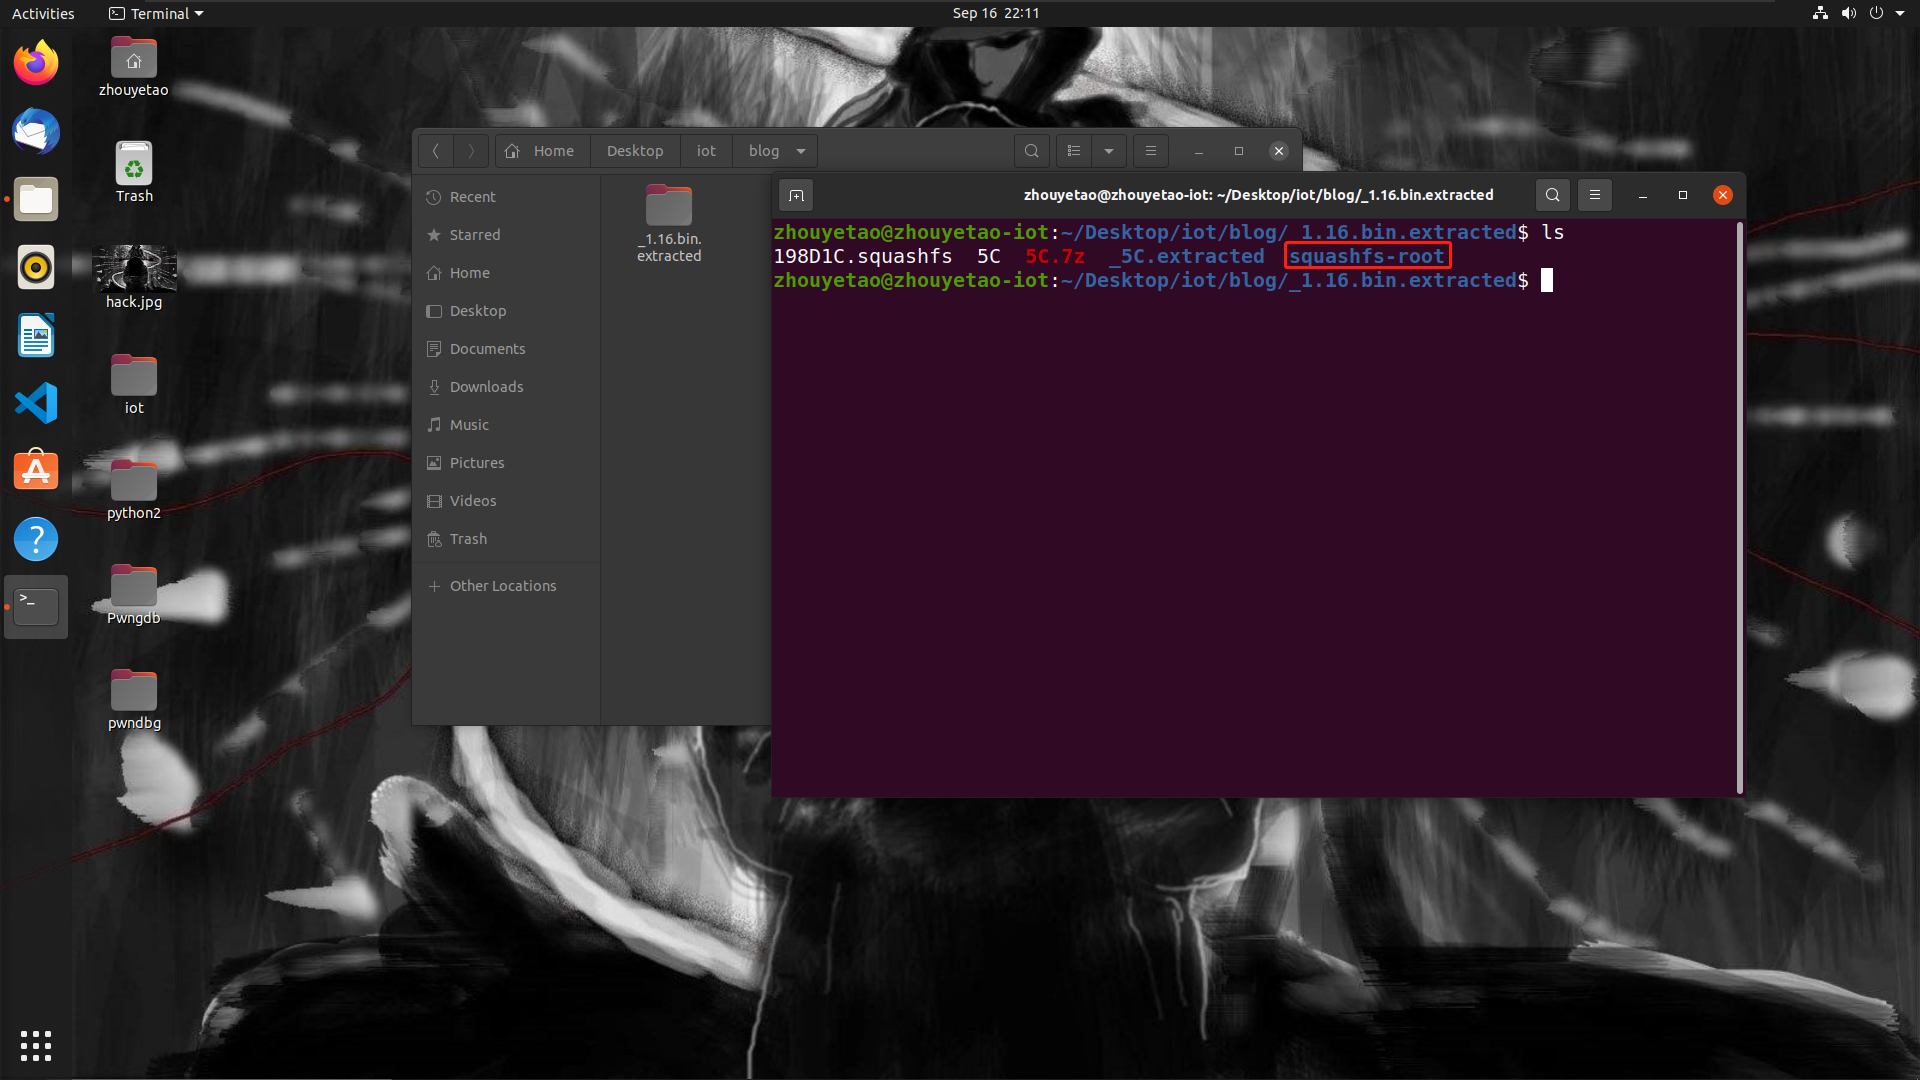 Activities
Terminal
Sep 16 22:11
zhouyetao
Trash
hack.jpg
iot
python2
Pwngdb
pwndbg
Home
Desktop
iot
blog
Recent
Starred
Home
Desktop
Documents
Downloads
Music
Pictures
Videos
Trash
+ Other Locations
_1.16.bin.
extracted
zhouyetao@zhouyetao-iot: ~/Desktop/iot/blog/_1.16.bin.extracted
zhouyetao@zhouyetao-iot:~/Desktop/iot/blog/_1.16.bin.extracted$ ls
198D1C.squashfs 5C 5C.7z _5C.extracted squashfs-root
zhouyetao@zhouyetao-iot:~/Desktop/iot/blog/_1.16.bin.extracted$